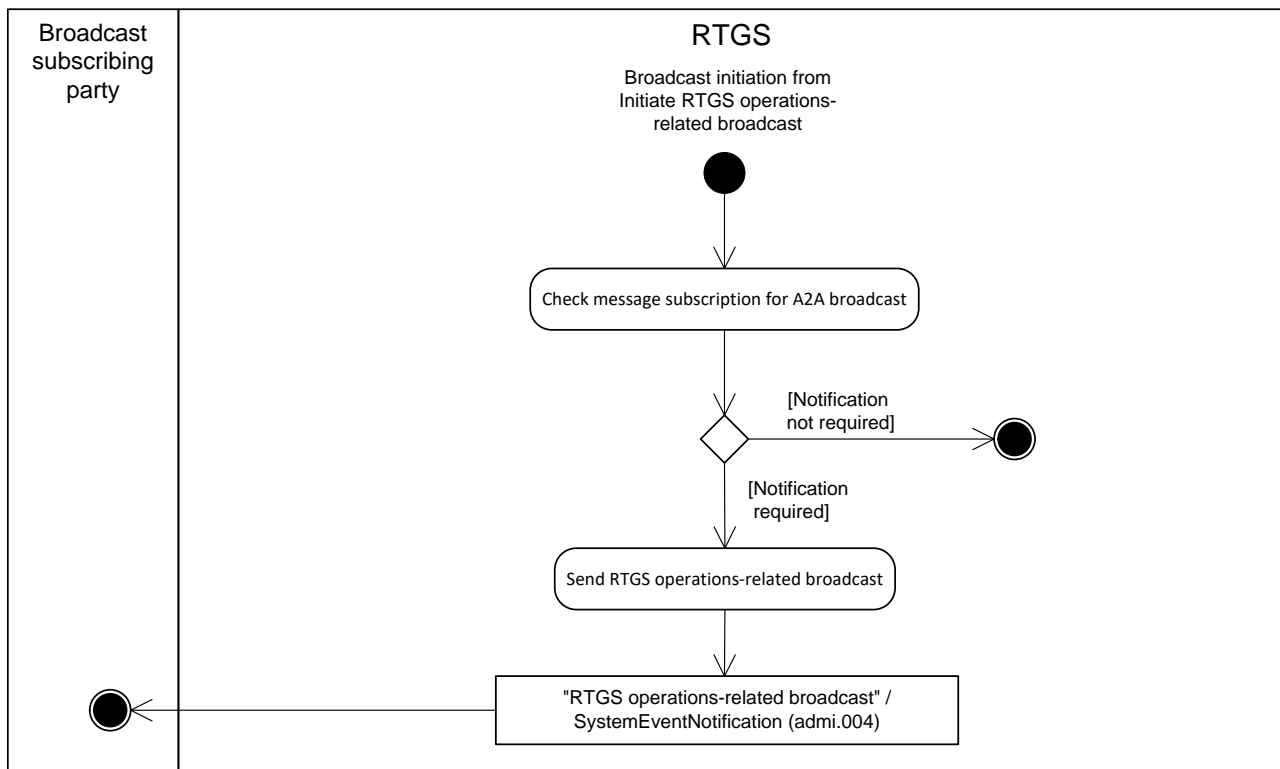 Broadcast
subscribing
party
RTGS
Broadcast initiation from
Initiate RTGS operations-
related broadcast
Check message subscription for A2A broadcast
[Notification
not required]
[Notification
required]
Send RTGS operations-related broadcast
"RTGS operations-related broadcast" /
SystemEventNotification (admi.004)